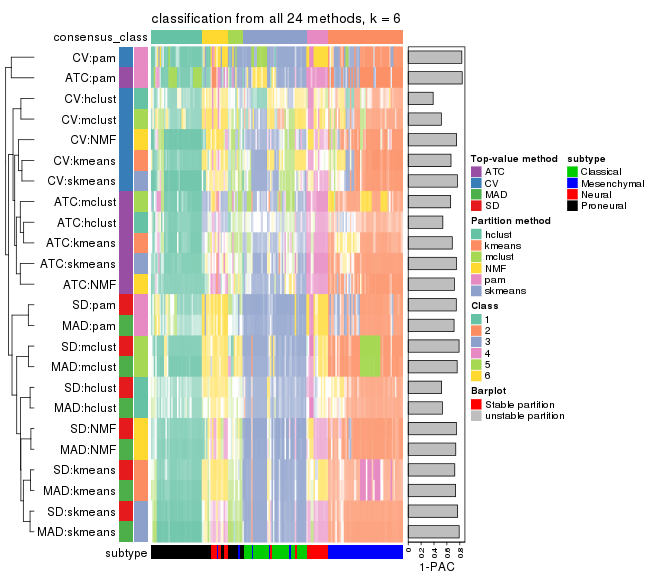 classification from all 24 methods, k = 6
consensus_class
CV:pam
ATC:pam
CV:hclust
CV:mclust
CV:NMF
CV:kmeans
CV:skmeans
ATC:mclust
ATC:hclust
ATC:kmeans
ATC:skmeans
ATC:NMF
SD:pam
MAD:pam
SD:mclust
MAD:mclust
SD:hclust
MAD:hclust
SD:NMF
MAD:NMF
SD:kmeans
MAD:kmeans
SD:skmeans
MAD:skmeans
subtype
0 0.2 0.4 0.6 0.8
1-PAC
Top-value method
ATC
CV
MAD
SD
Partition method
hclust
kmeans
mclust
NMF
pam
skmeans
Class
1
2
3
4
5
6
Barplot
Stable partition
unstable partition
subtype
Classical
Mesenchymal
Neural
Proneural